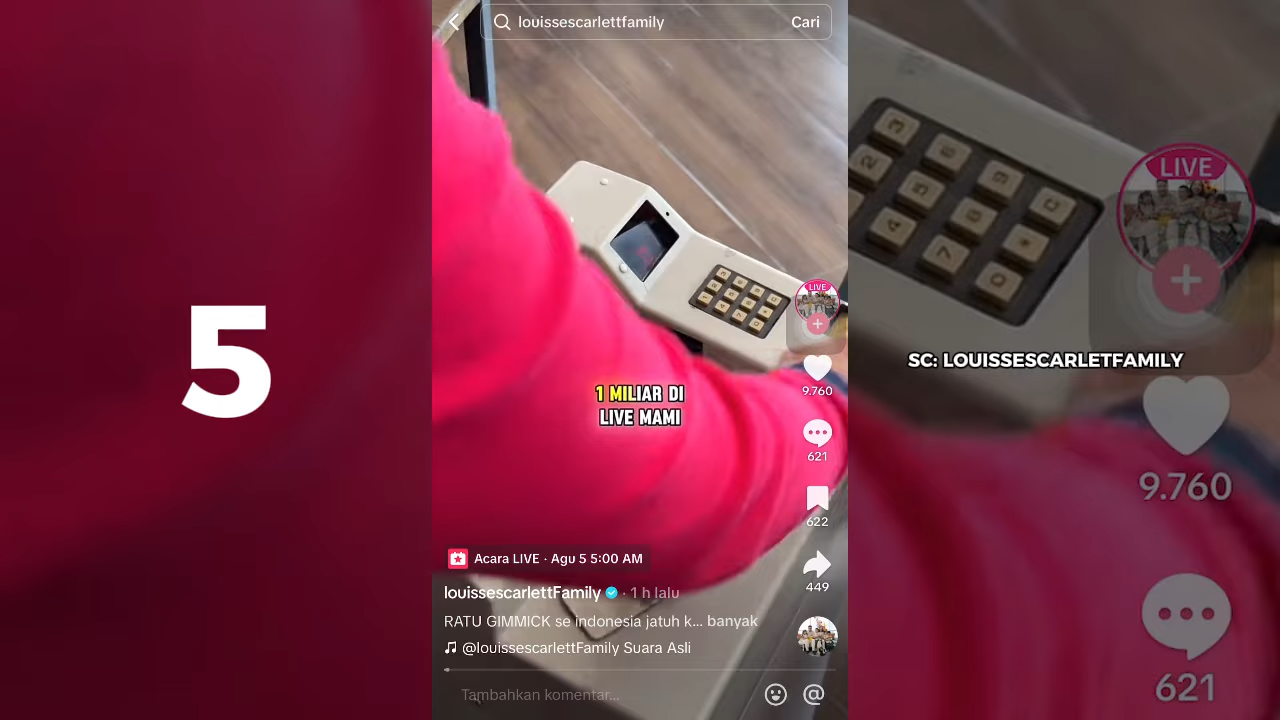 louissescarlettfamily
Cari
5
1 MILIAR DI
LIVE MAMI
LIVE
9.760
621
622
449
Acara LIVE · Agu 5 5:00 AM
louissescarlettFamily · 1 h lalu
RATU GIMMICK se indonesia jatuh k... banyak
@louissescarlettFamily Suara Asli
Tambahkan komentar...
LIVE
SC: LOUISSESCARLETFAMILY
9.760
621